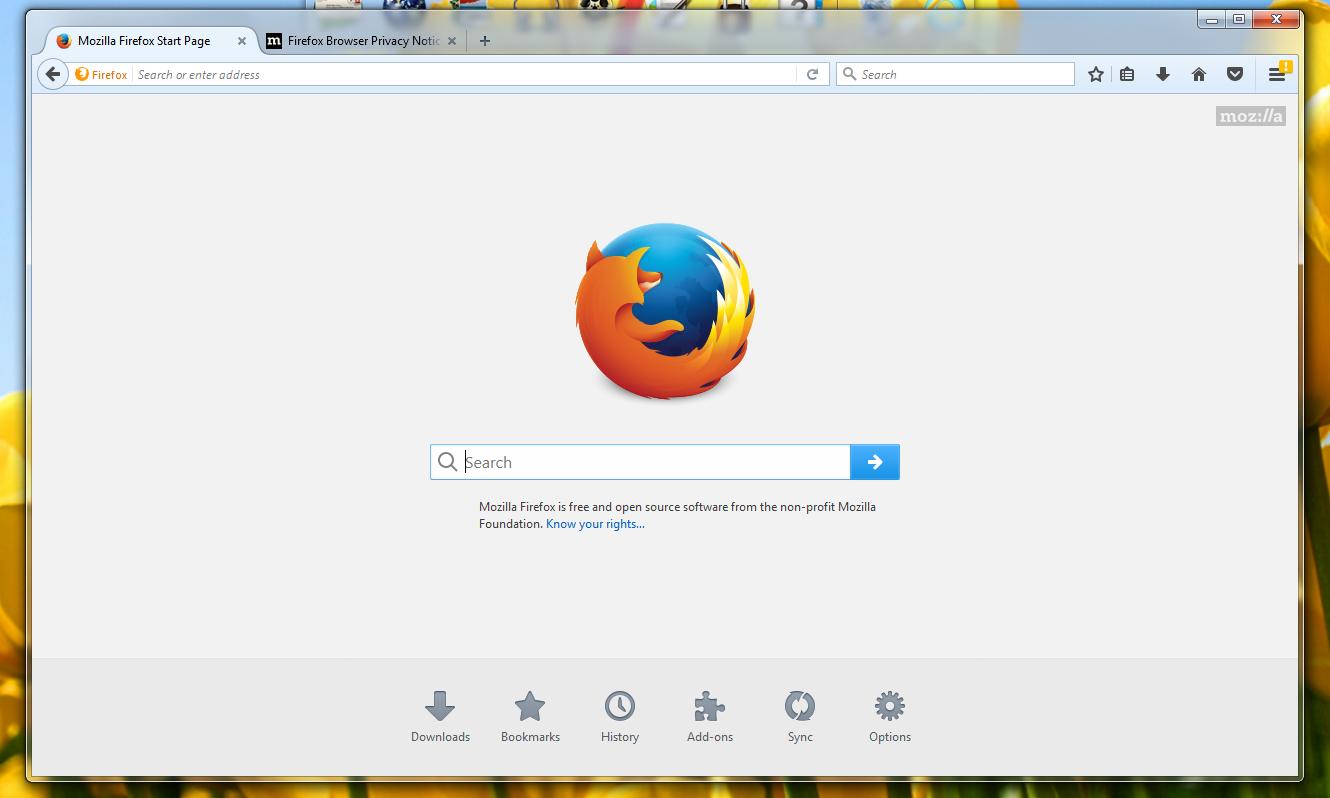 Mozilla Firefox Start Page
Firefox Browser Privacy Notic
Firefox
Search or enter address
Search
moz://a
Search
Mozilla Firefox is free and open source software from the non-profit Mozilla
Foundation. Know your rights...
Downloads
Bookmarks
History
Add-ons
Sync
Options